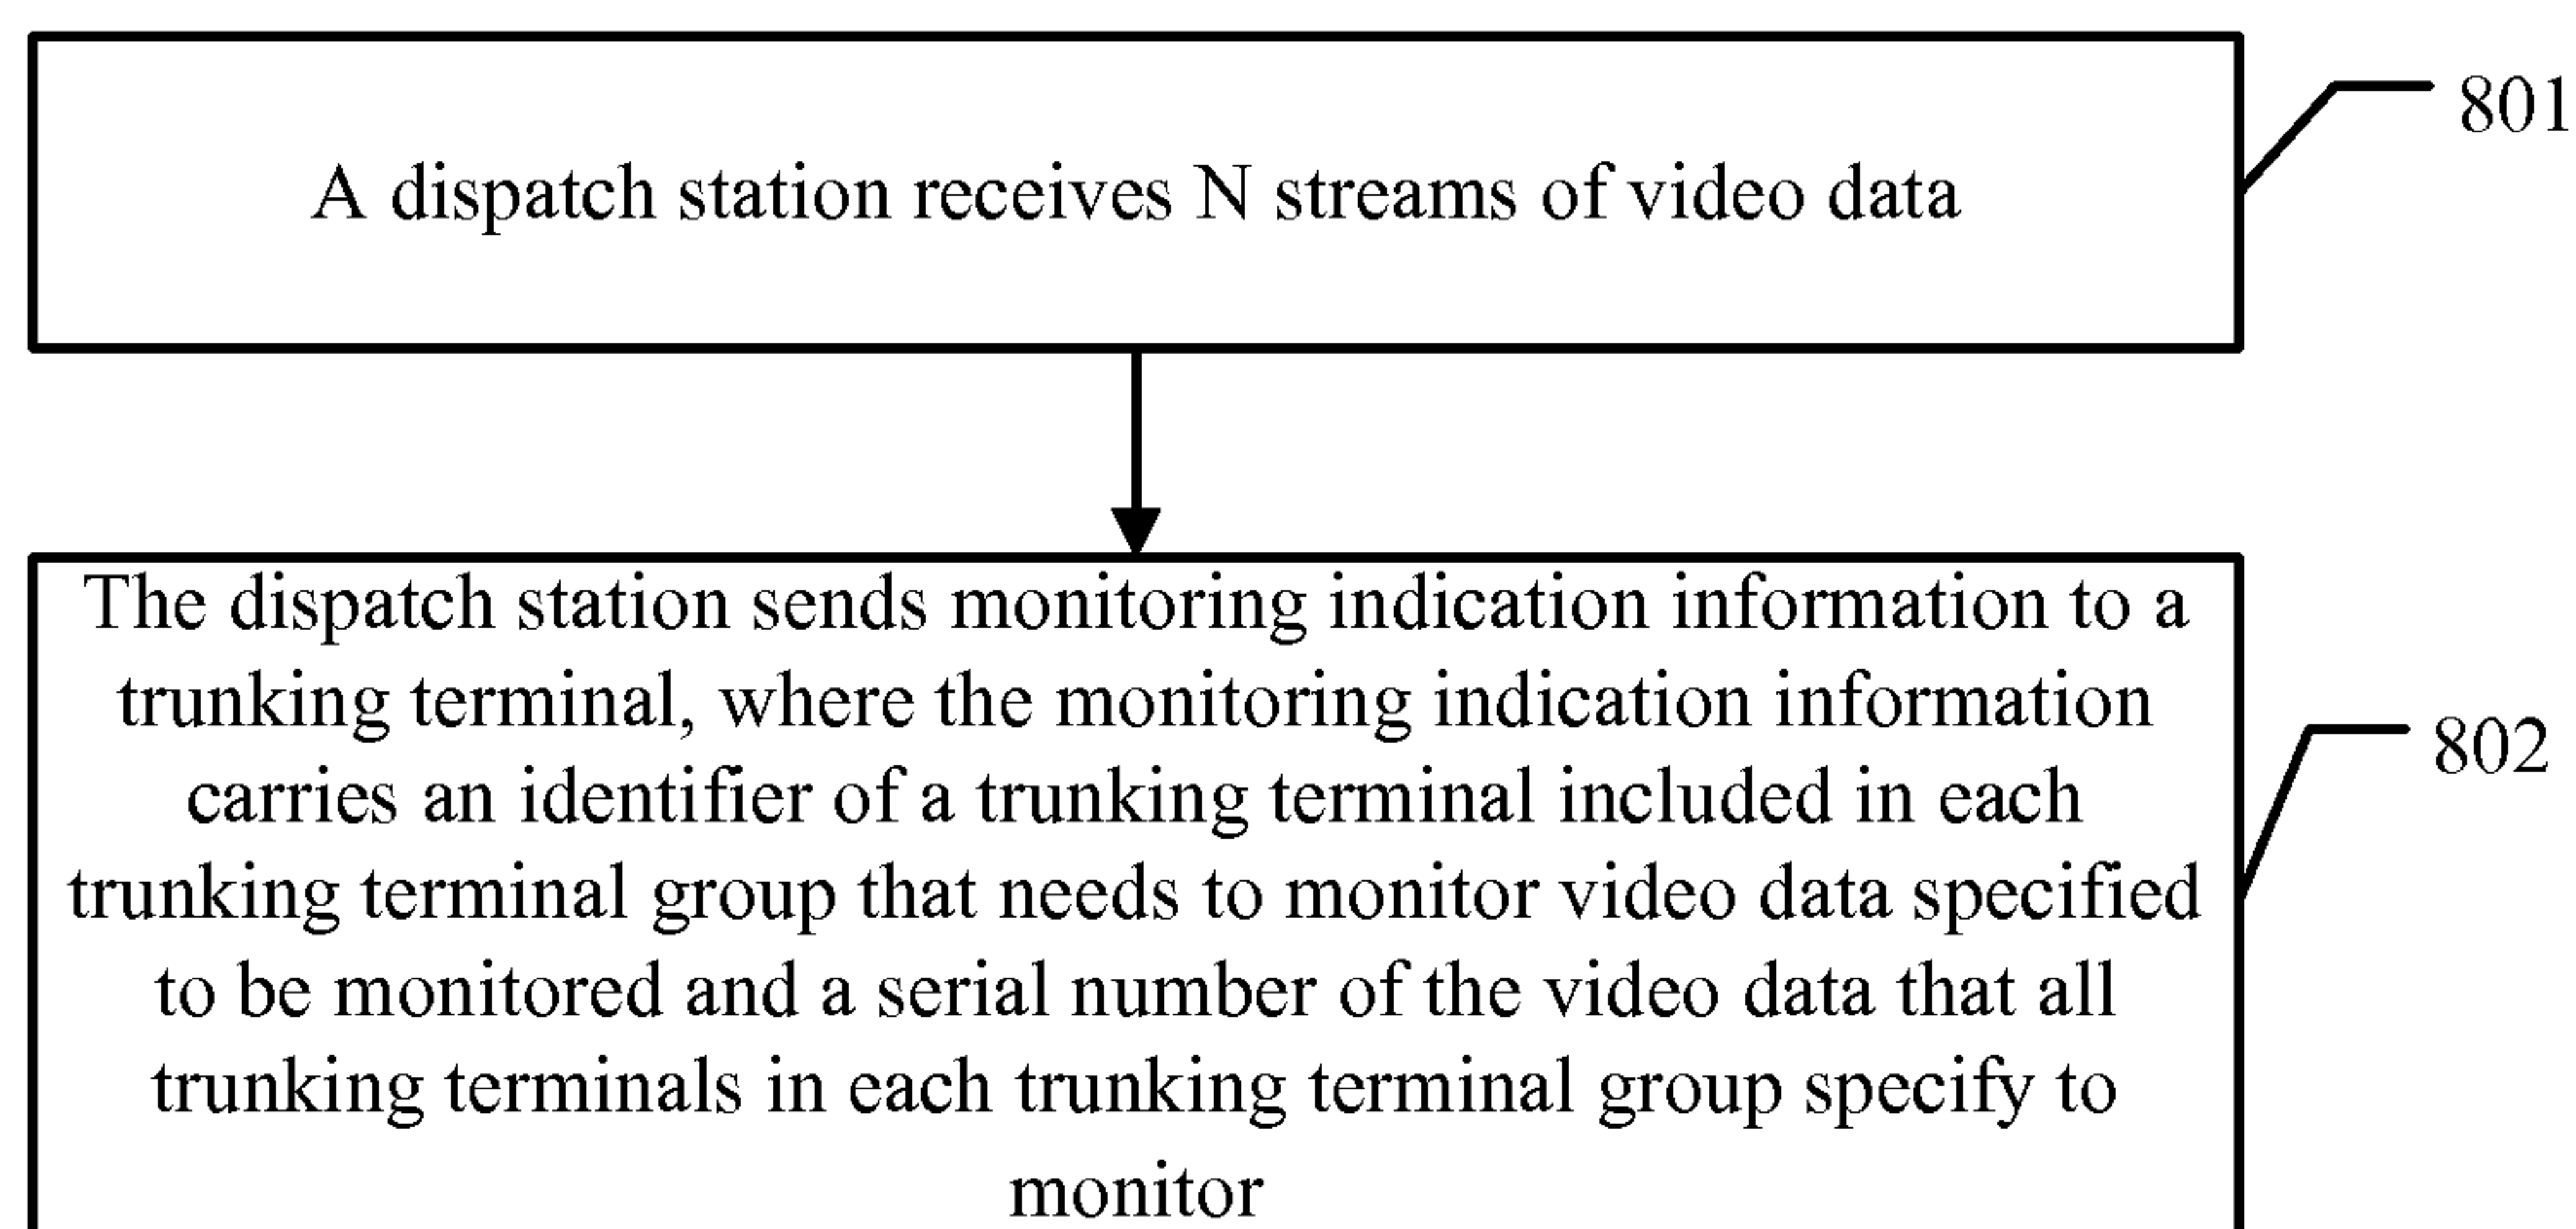 A dispatch station receives N streams of video data
801
The dispatch station sends monitoring indication information to a
trunking terminal, where the monitoring indication information
carries an identifier of a trunking terminal included in each
trunking terminal group that needs to monitor video data specified
to be monitored and a serial number of the video data that all
trunking terminals in each trunking terminal group specify to
monitor
802